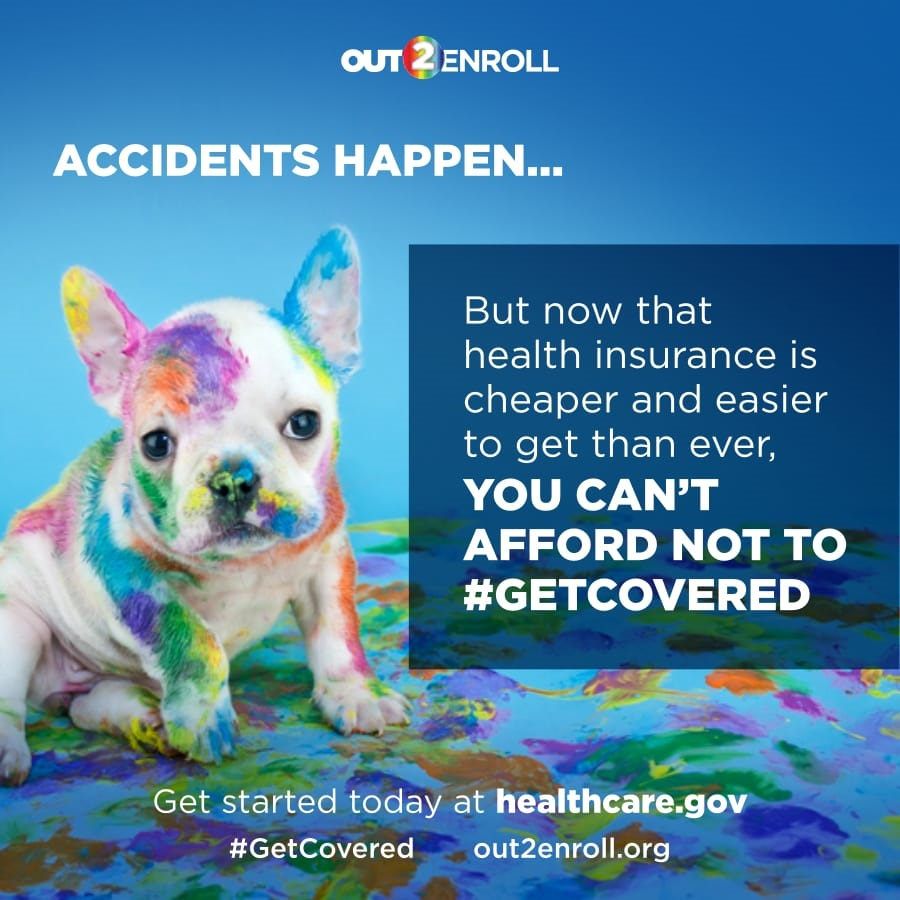 OUT2ENROLL
ACCIDENTS HAPPEN...
But now that
health insurance is
cheaper and easier
to get than ever,
YOU CAN'T
AFFORD NOT TO
#GETCOVERED
Get started today at healthcare.gov
#GetCovered out2enroll.org